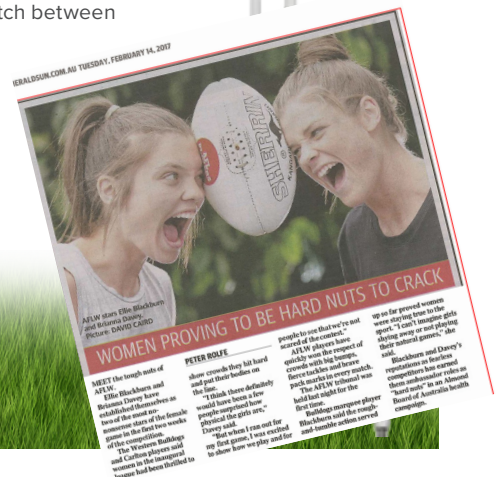 tch between
ERALDSUN.COM.AU TUESDAY, FEBRUARY 14, 2017
SHERRIN
KANGAROO
AFLW stars Ellie Blackburn
and Brianna Davey.
Picture: DAVID CAIRD
WOMEN PROVING TO BE HARD NUTS TO CRACK
PETER ROLFE
MEET the tough nuts of
AFLW.
Ellie Blackburn and
Brianna Davey have
established themselves as
two of the most no-
nonsense stars of the female
game in the first two weeks
of the competition.
The Western Bulldogs
and Carlton players said
women in the inaugural
league had been thrilled to
show crowds they hit hard
and put their bodies on
the line.
"I think there definitely
would have been a few
people surprised how
physical the girls are,"
Davey said.
"But when I ran out for
my first game, I was excited
to show how we play and for
people to see that we're not
scared of the contest."
AFLW players have
quickly won the respect of
crowds with big bumps,
fierce tackles and brave
pack marks in every match.
The AFLW tribunal was
held last night for the
first time.
Bulldogs marquee player
Blackburn said the rough-
and-tumble action served
up so far proved women
were staying true to the
sport. "I can't imagine girls
shying away or not playing
their natural games," she
said.
Blackburn and Davey's
reputations as fearless
competitors has earned
them ambassador roles as
"hard nuts" in an Almond
Board of Australia health
campaign.